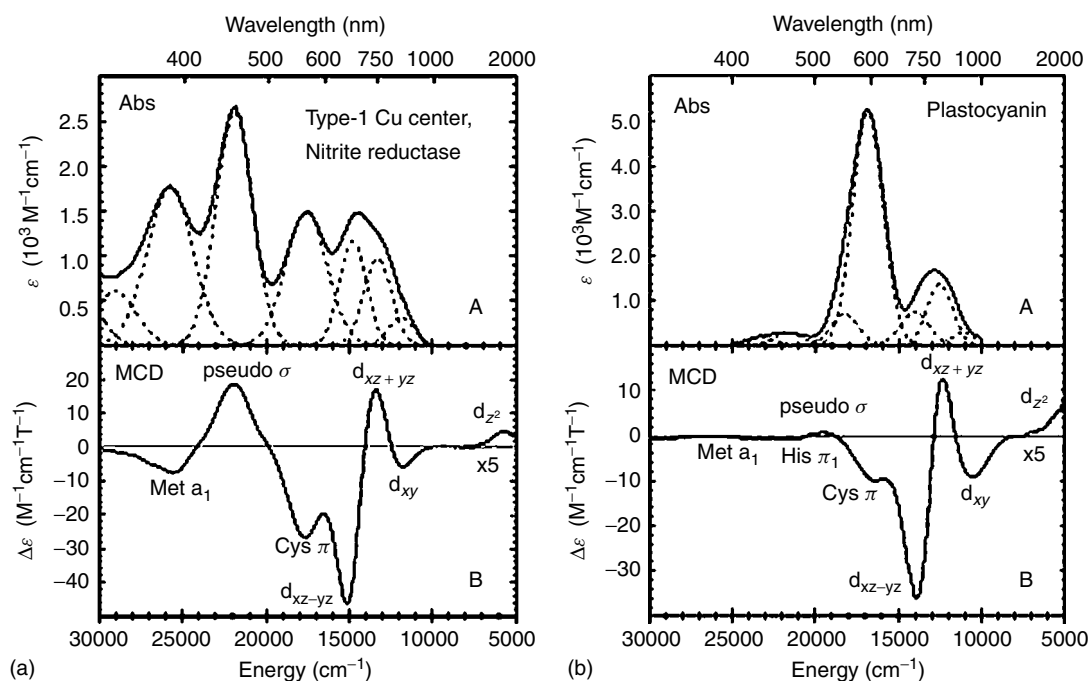 Wavelength (nm)
400 500 600 750 1000 2000
Abs
Type-1 Cu center,
Nitrite reductase
2.5
2.0
1.5
1.0
0.5
ε (10³ M⁻¹cm⁻¹)
A
MCD
pseudo σ
d_{xz + yz}
d_{z²}
x5
Met a₁
d_{xy}
Cys π
d_{xz–yz}
B
20
10
0
−10
−20
−30
−40
Δε (M⁻¹cm⁻¹T⁻¹)
30000 25000 20000 15000 10000 5000
(a)
Energy (cm⁻¹)
Wavelength (nm)
400 500 600 750 1000 2000
Abs
Plastocyanin
5.0
4.0
3.0
2.0
1.0
ε (10³M⁻¹cm⁻¹)
A
MCD
d_{xz + yz}
pseudo σ
d_{z²}
x5
Met a₁
His π₁
Cys π
d_{xy}
d_{xz–yz}
B
10
0
−10
−20
−30
Δε (M⁻¹cm⁻¹T⁻¹)
30000 25000 20000 15000 10000 5000
(b)
Energy (cm⁻¹)